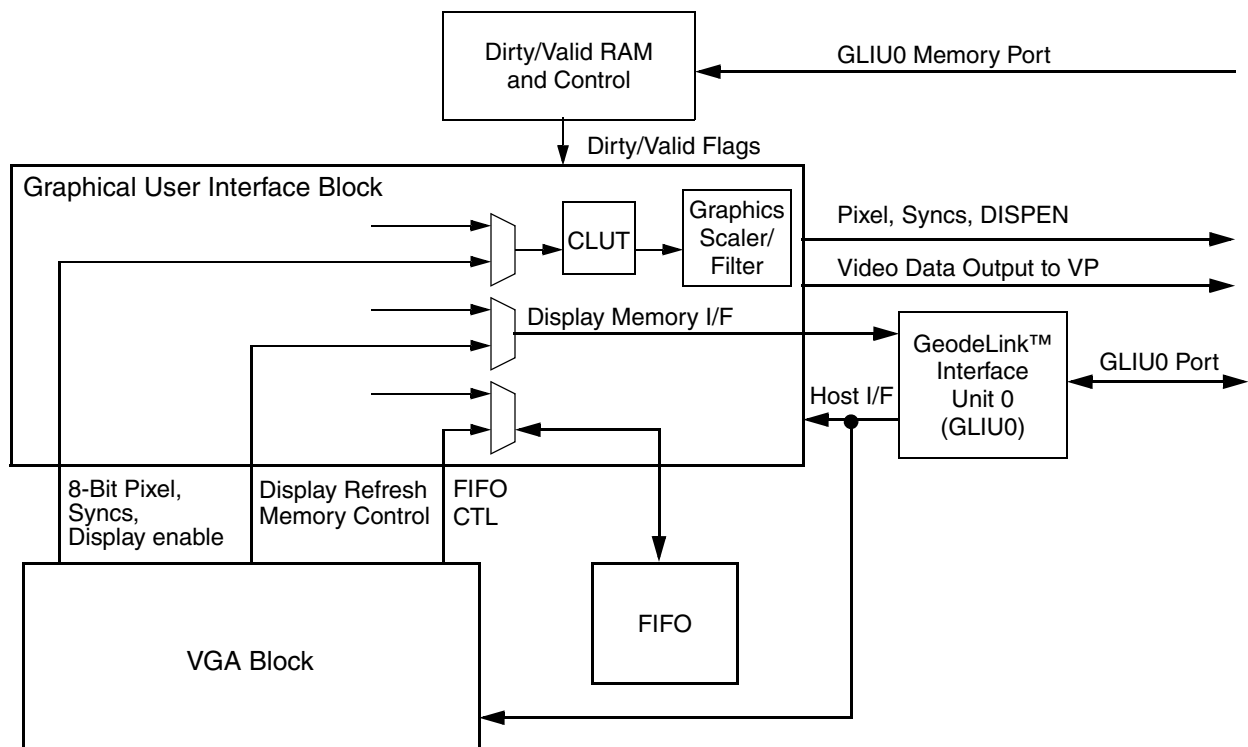 Dirty/Valid RAM
and Control
GLIU0 Memory Port
Dirty/Valid Flags
Graphical User Interface Block
CLUT
Graphics
Scaler/
Filter
Pixel, Syncs, DISPEN
Video Data Output to VP
Display Memory I/F
GeodeLink™
Interface
Unit 0
(GLIU0)
GLIU0 Port
Host I/F
8-Bit Pixel,
Syncs,
Display enable
Display Refresh
Memory Control
FIFO
CTL
FIFO
VGA Block